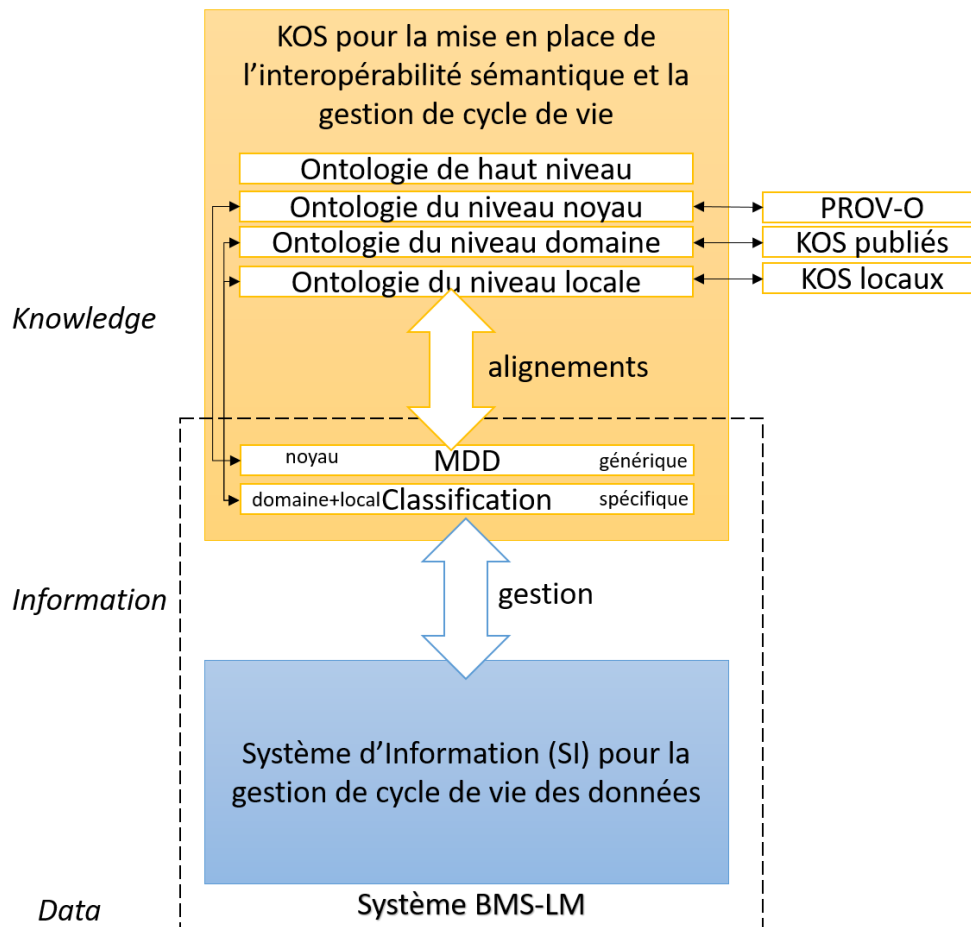 KOS pour la mise en place de
l'interopérabilité sémantique et la
gestion de cycle de vie
Ontologie de haut niveau
Ontologie du niveau noyau
PROV-O
Ontologie du niveau domaine
KOS publiés
Ontologie du niveau locale
KOS locaux
Knowledge
alignements
noyau MDD générique
domaine+local Classification spécifique
Information
gestion
Système d'Information (SI) pour la
gestion de cycle de vie des données
Système BMS-LM
Data